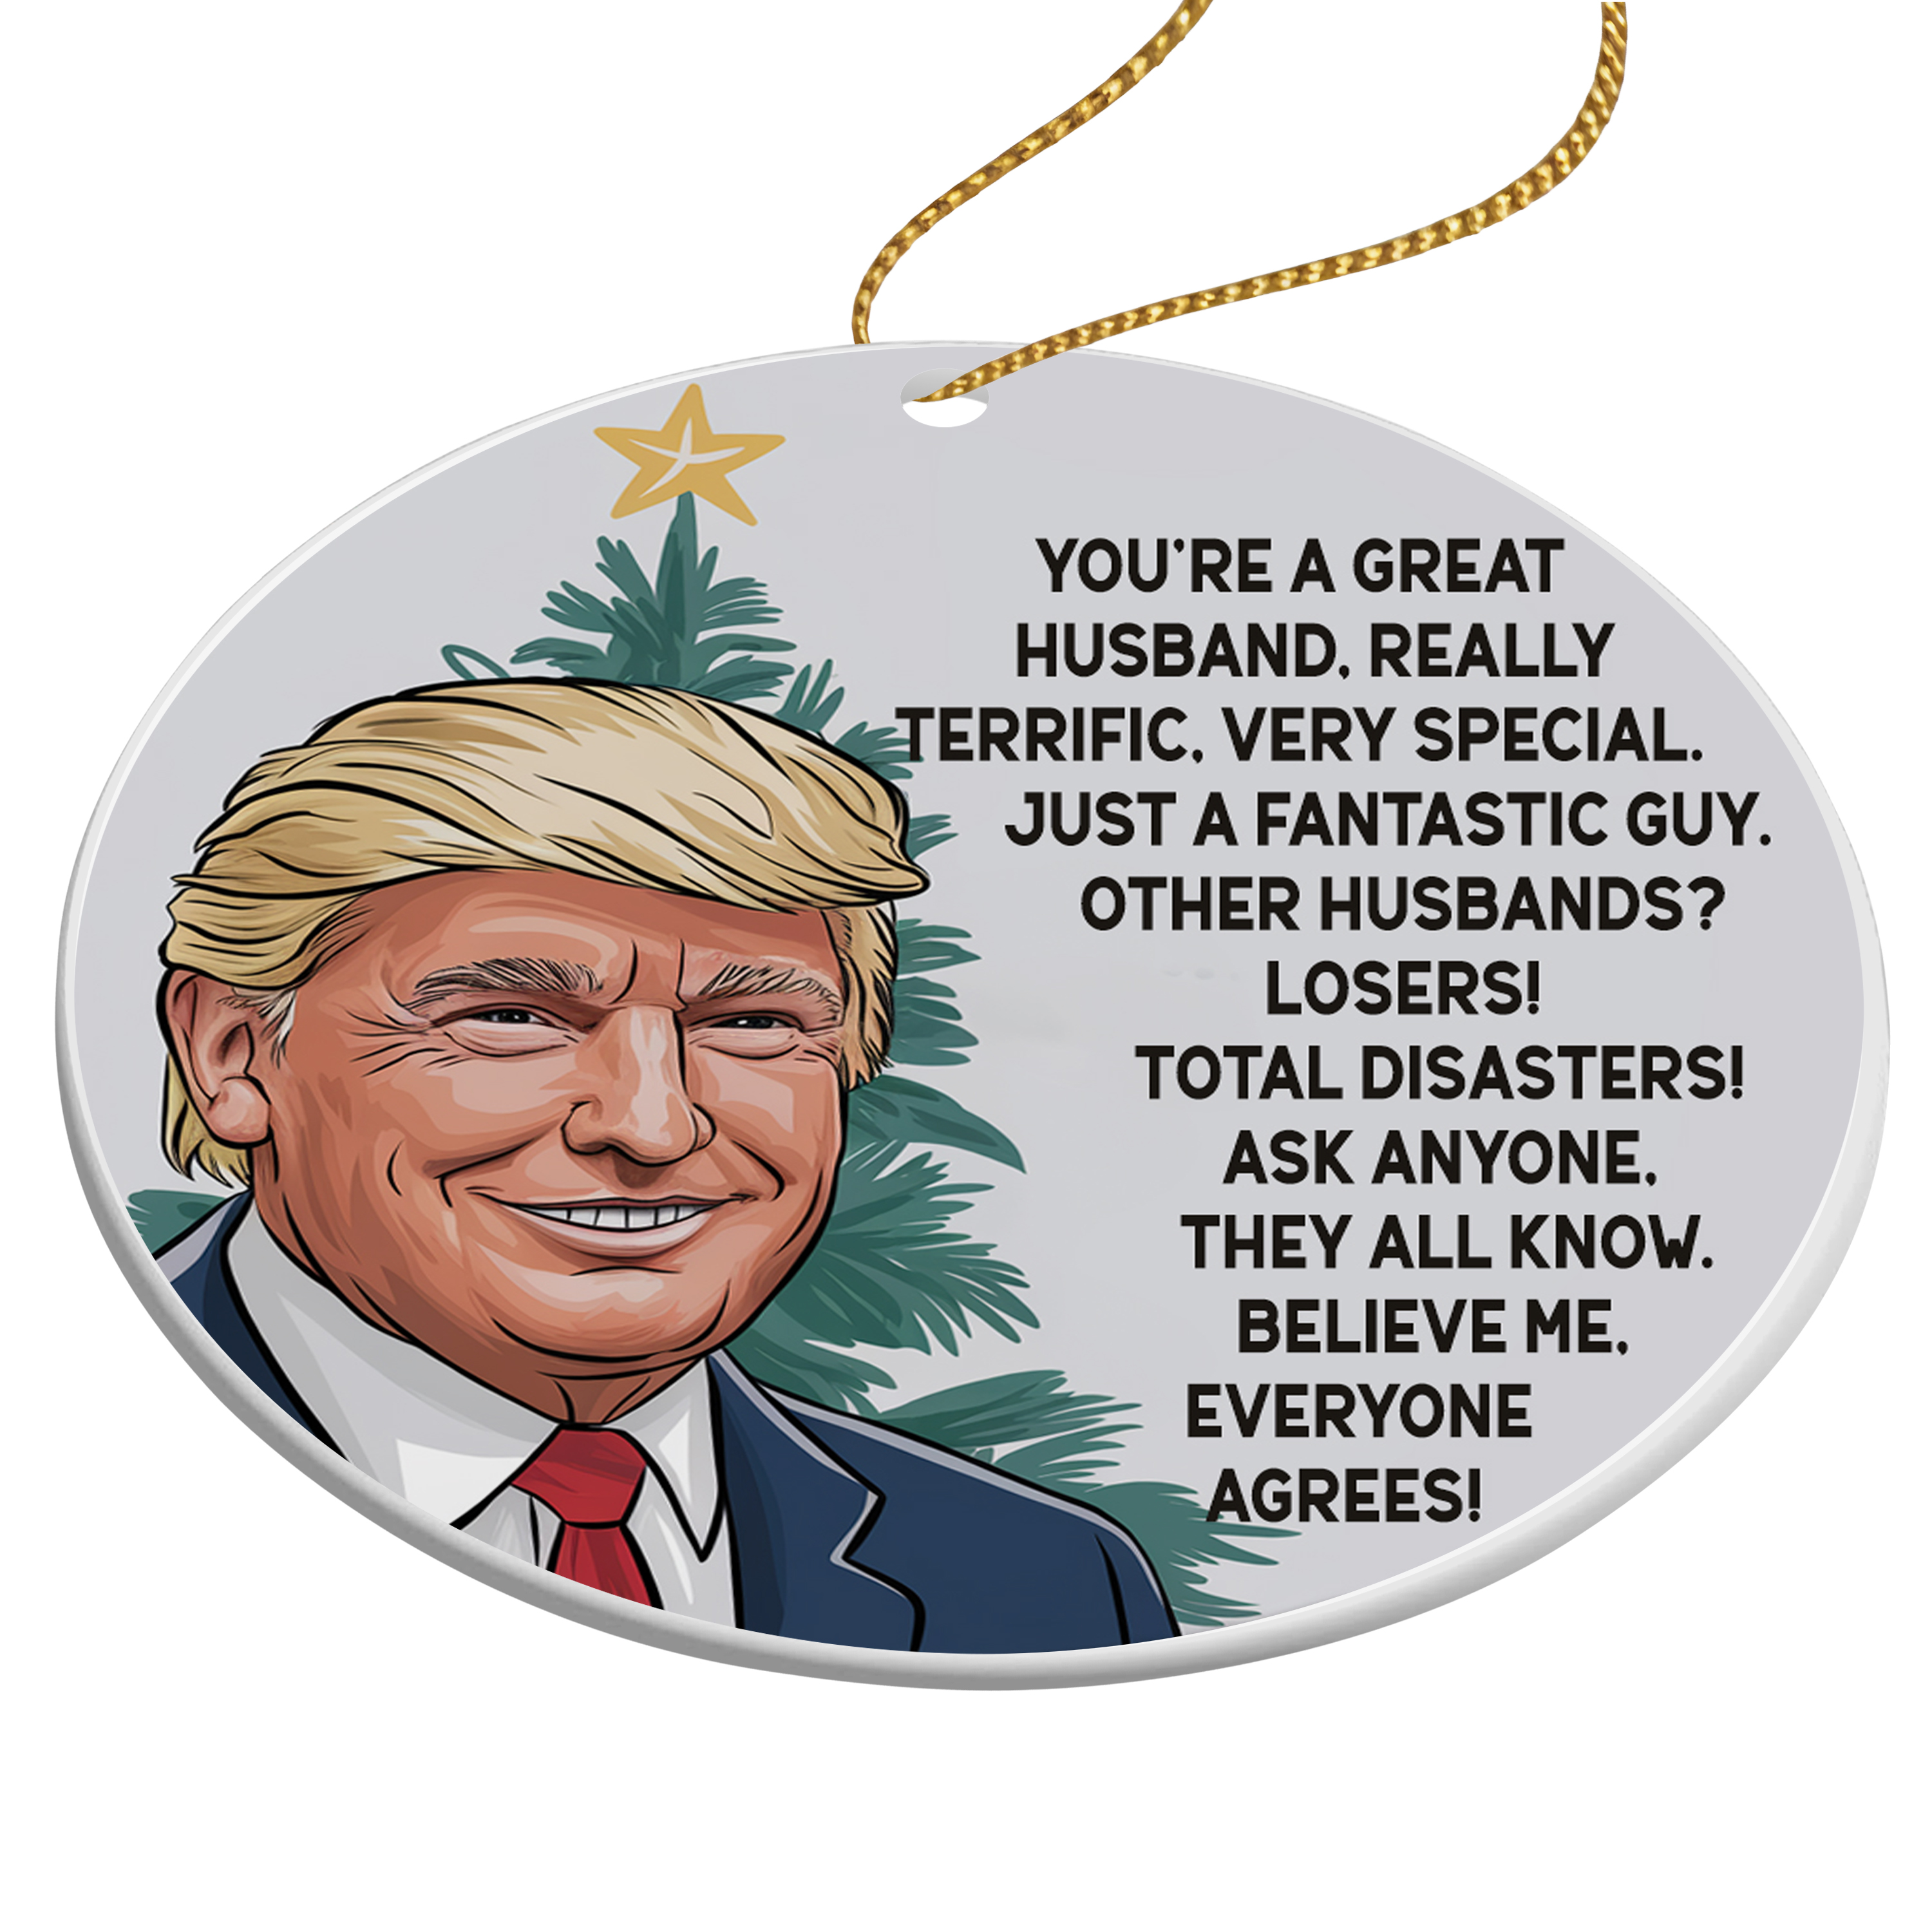 YOU'RE A GREAT
HUSBAND, REALLY
TERRIFIC, VERY SPECIAL.
JUST A FANTASTIC GUY.
OTHER HUSBANDS?
LOSERS!
TOTAL DISASTERS!
ASK ANYONE,
THEY ALL KNOW.
BELIEVE ME,
EVERYONE
AGREES!